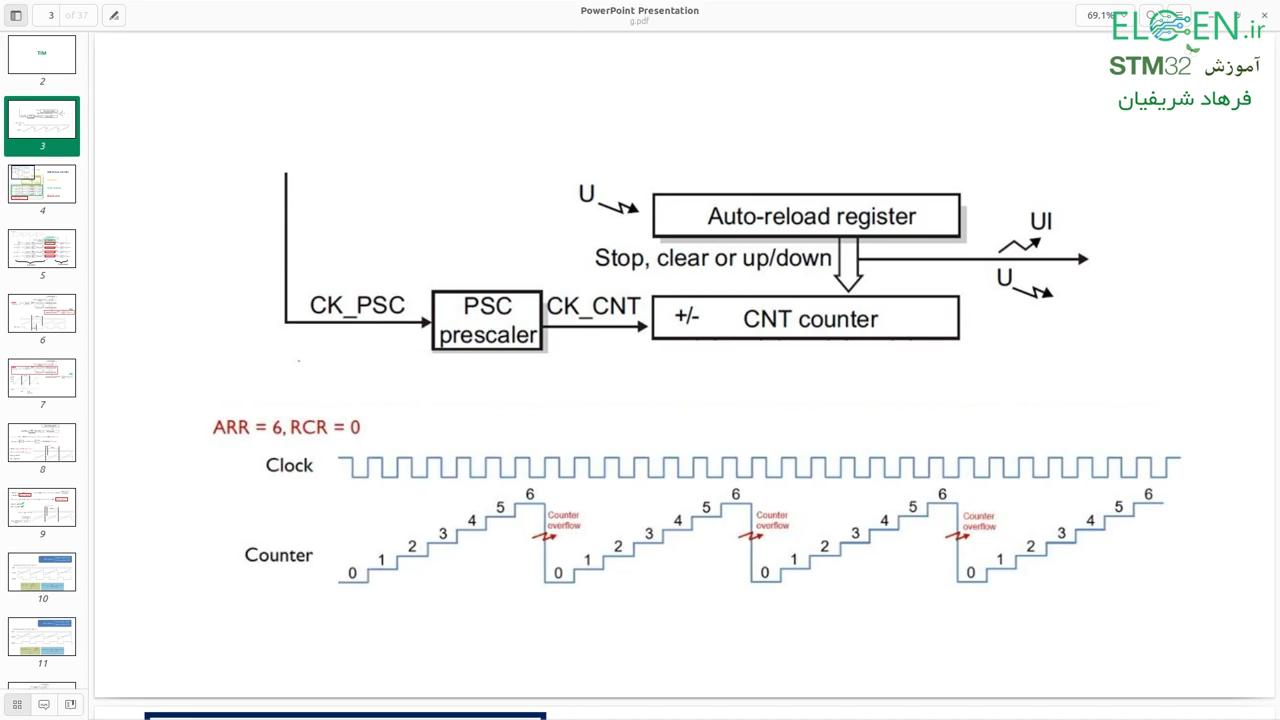 3 of 37
PowerPoint Presentation
g.pdf
69.1%
ELOCEN.ir
آموزش STM32
فرهاد شریفیان
TIM
2
3
4
5
6
7
8
9
10
11
U
Auto-reload register
UI
Stop, clear or up/down
U
CK_PSC
PSC
prescaler
CK_CNT
+/-
CNT counter
ARR = 6, RCR = 0
Clock
Counter
0 1 2 3 4 5 6
Counter
overflow
0 1 2 3 4 5 6
Counter
overflow
0 1 2 3 4 5 6
Counter
overflow
0 1 2 3 4 5 6